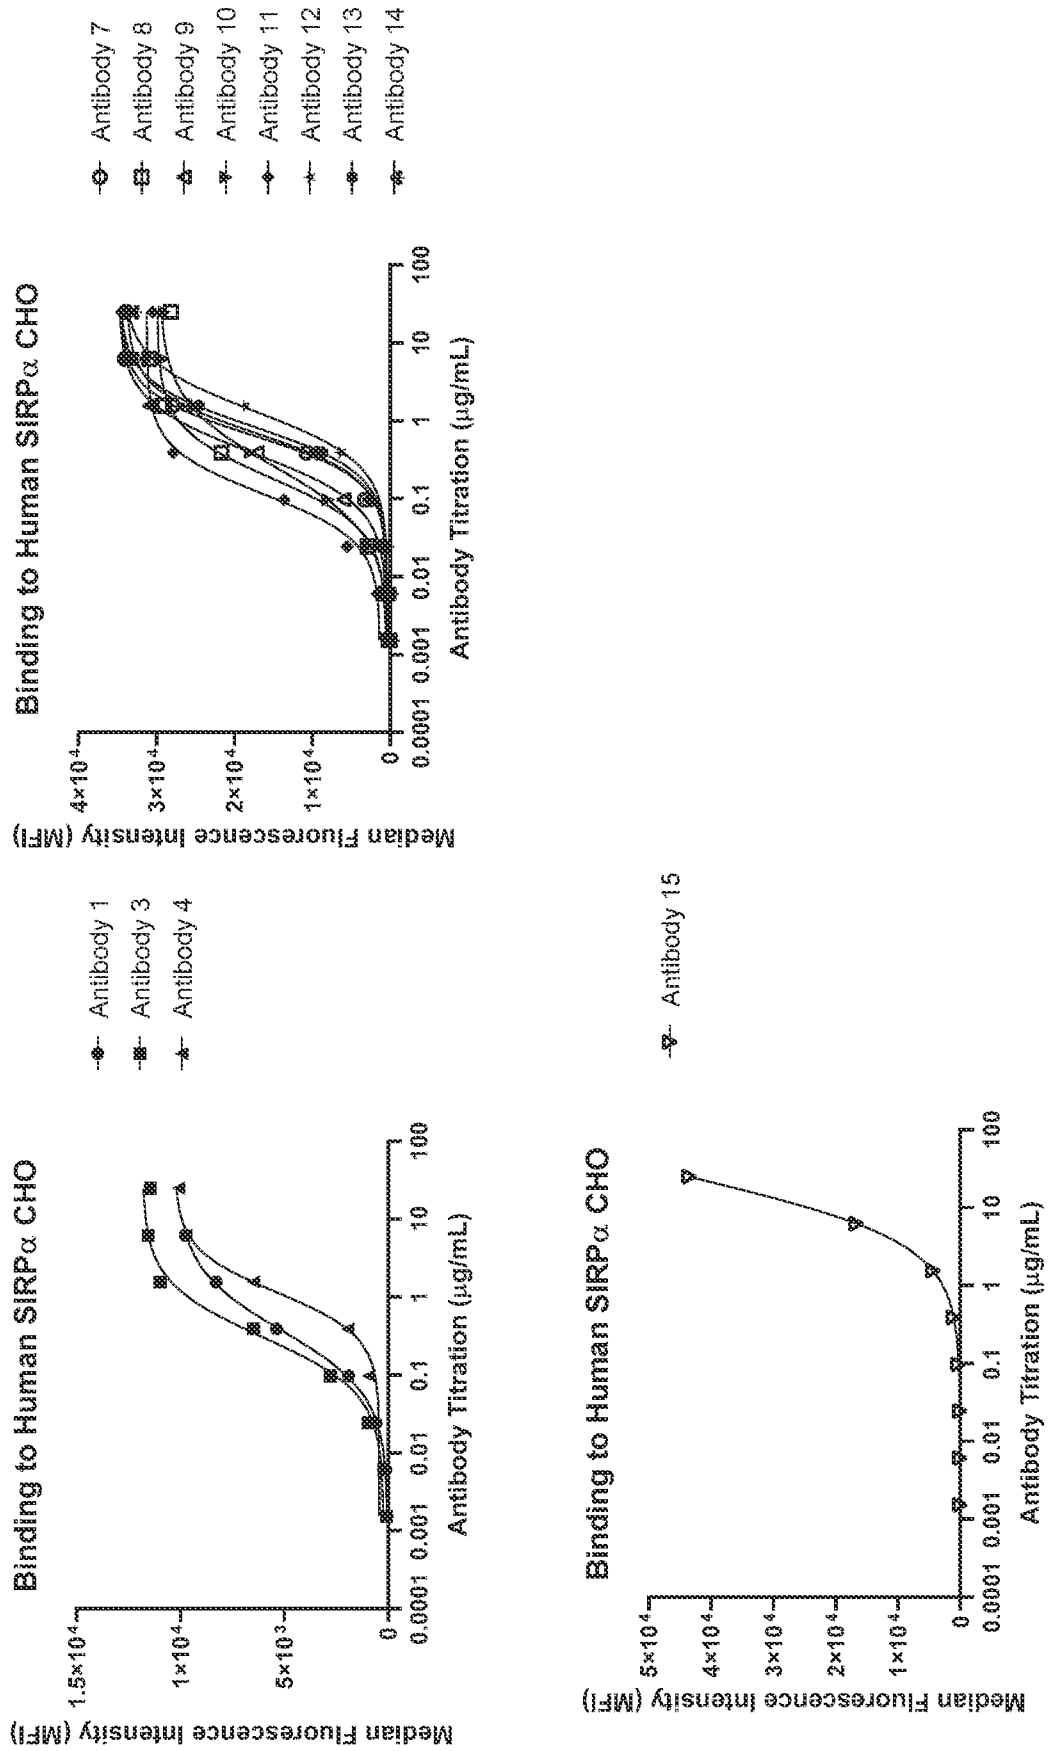 Binding to Human SIRPα CHO
Median Fluorescence Intensity (MFI)
1.5×10⁴
1×10⁴
5×10³
0
0.0001 0.001 0.01 0.1 1 10 100
Antibody Titration (μg/mL)
Antibody 1
Antibody 3
Antibody 4
Binding to Human SIRPα CHO
Median Fluorescence Intensity (MFI)
4×10⁴
3×10⁴
2×10⁴
1×10⁴
0
0.0001 0.001 0.01 0.1 1 10 100
Antibody Titration (μg/mL)
Antibody 7
Antibody 8
Antibody 9
Antibody 10
Antibody 11
Antibody 12
Antibody 13
Antibody 14
Binding to Human SIRPα CHO
Median Fluorescence Intensity (MFI)
5×10⁴
4×10⁴
3×10⁴
2×10⁴
1×10⁴
0
0.0001 0.001 0.01 0.1 1 10 100
Antibody Titration (μg/mL)
Antibody 15